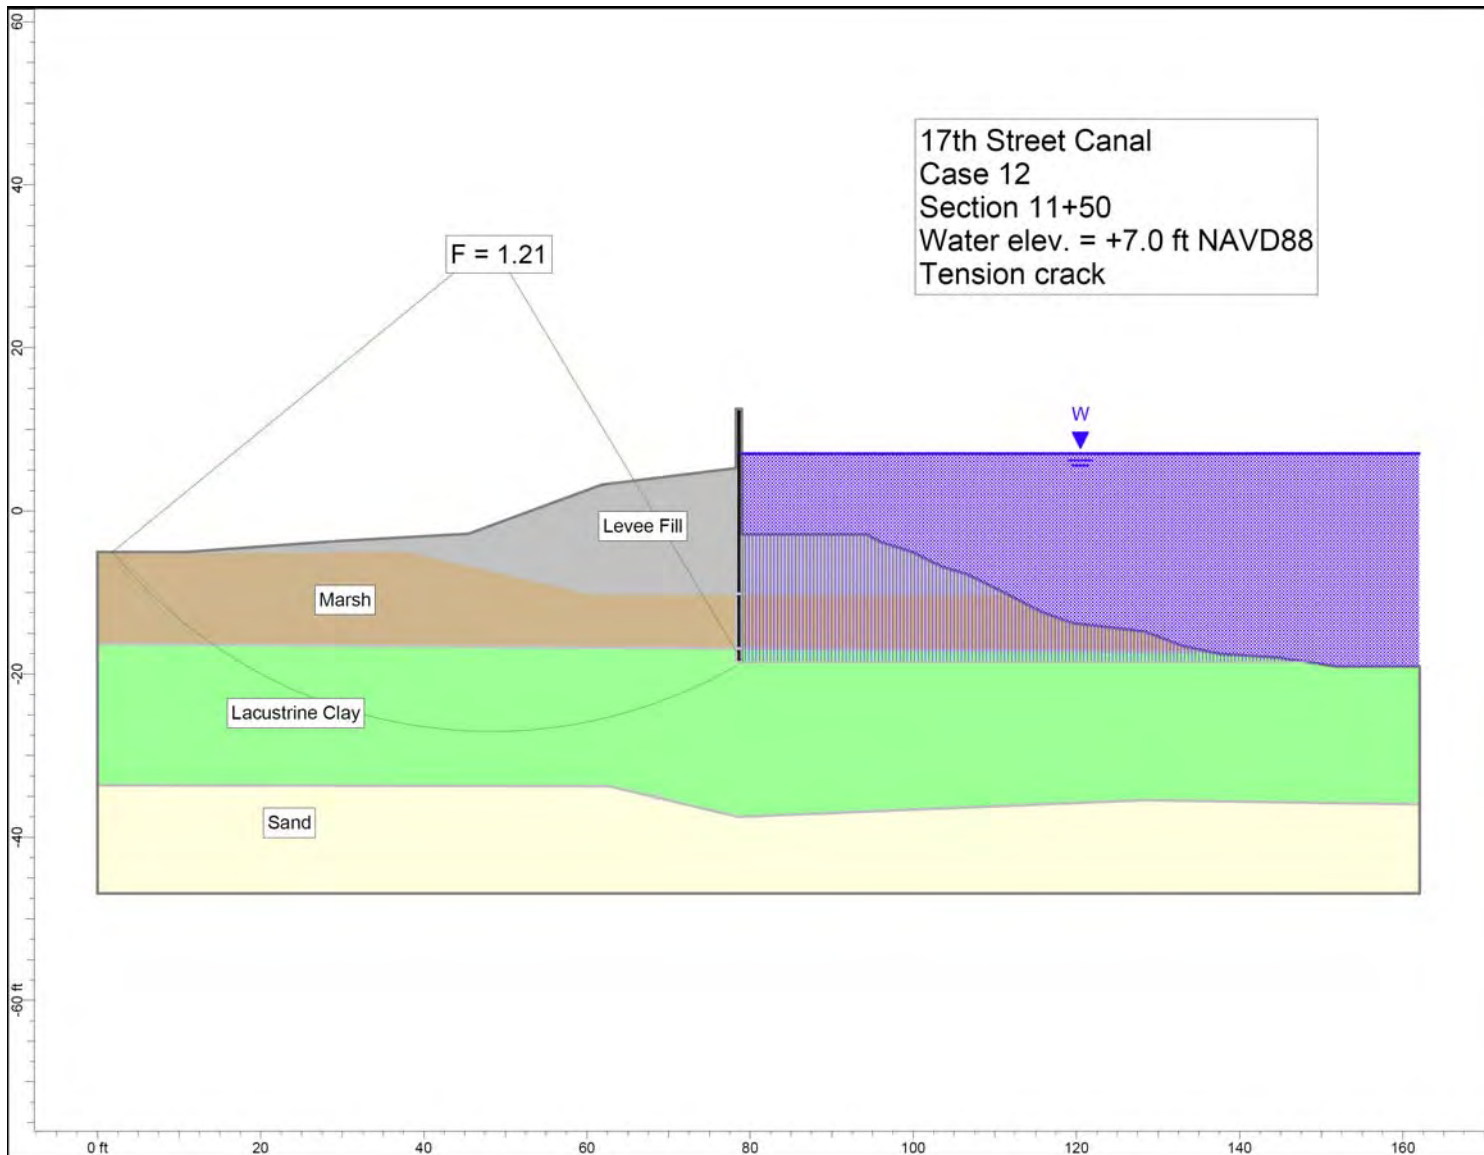 60
40
20
0
-20
-40
-60 ft
17th Street Canal
Case 12
Section 11+50
Water elev. = +7.0 ft NAVD88
Tension crack
F = 1.21
W
Levee Fill
Marsh
Lacustrine Clay
Sand
0 ft 20 40 60 80 100 120 140 160